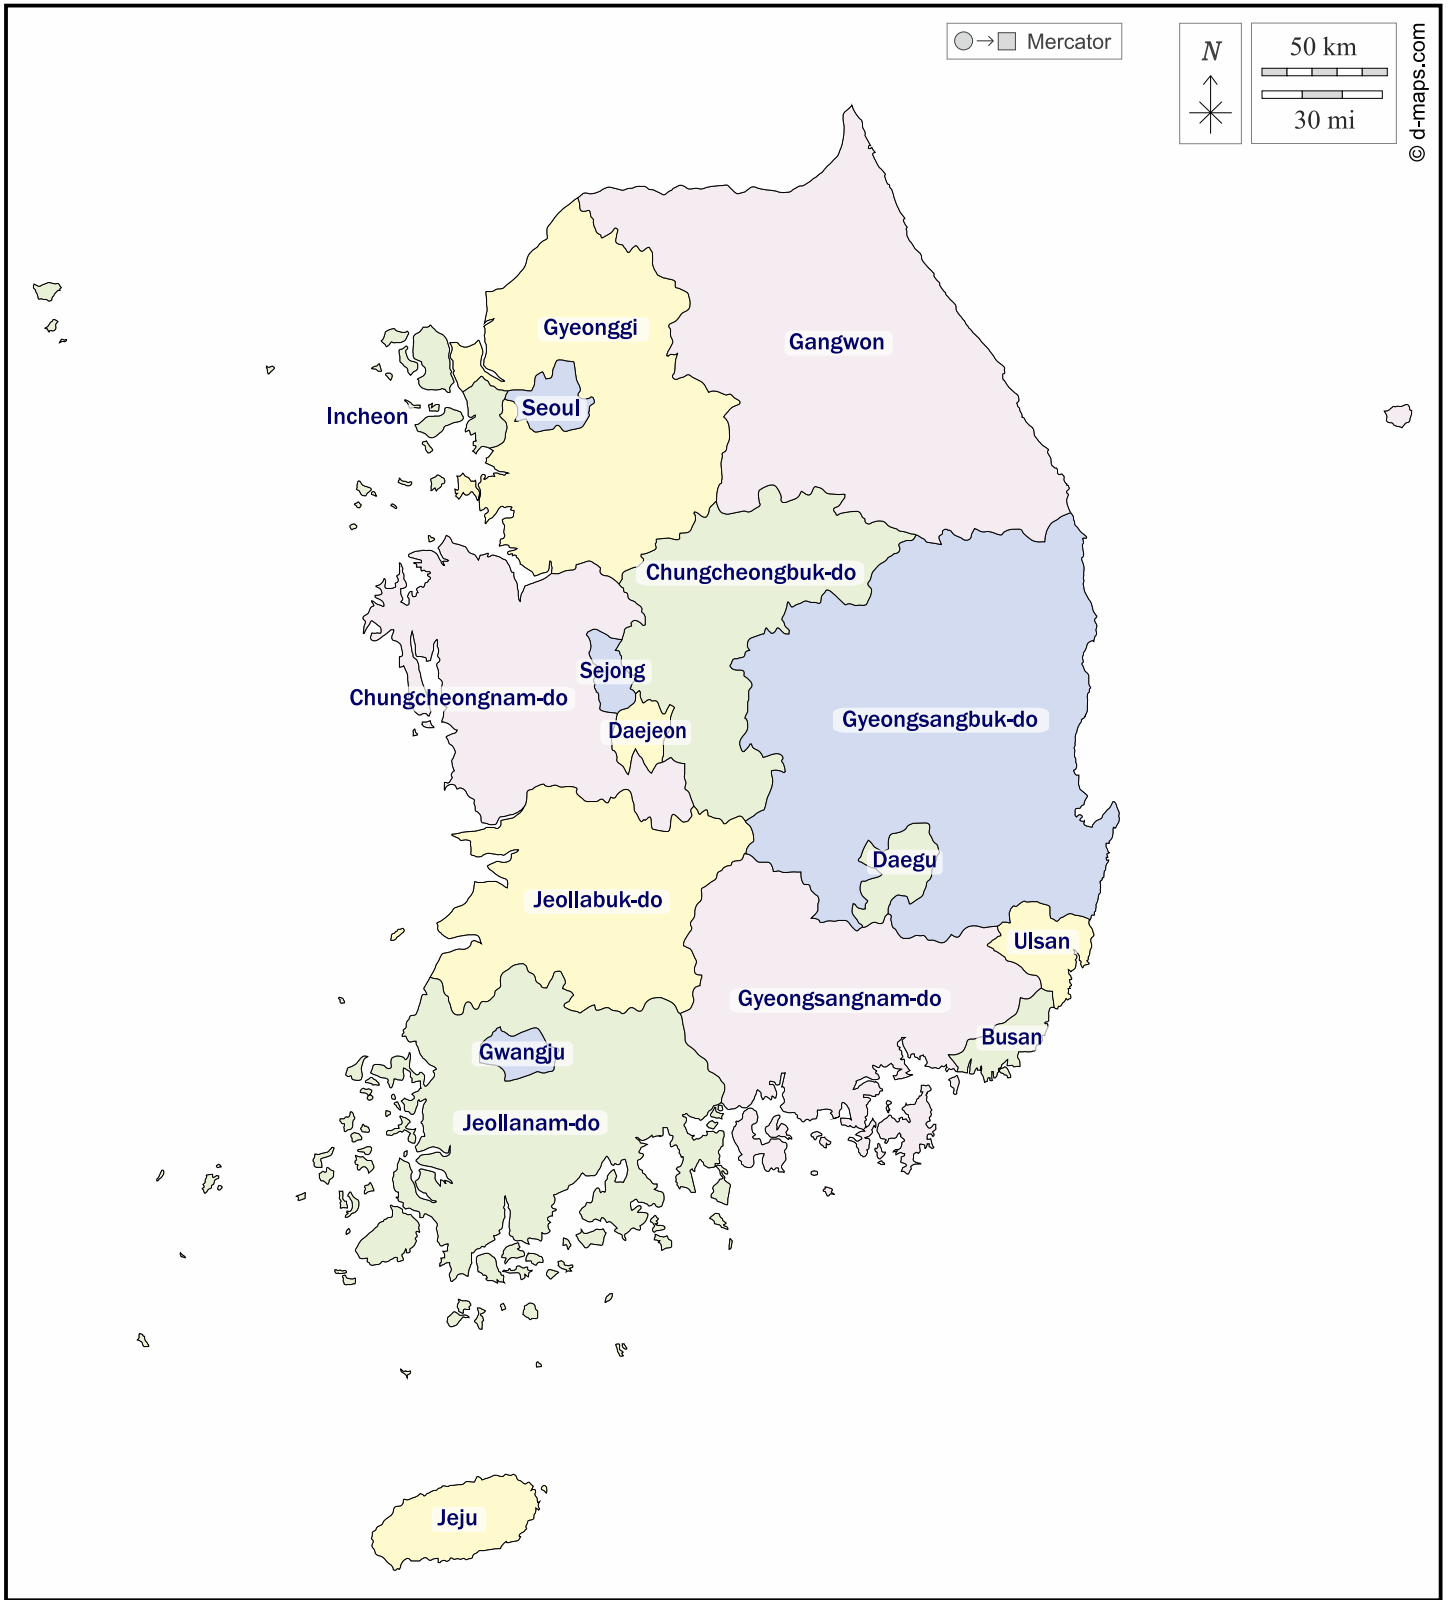 Mercator
N
50 km
30 mi
© d-maps.com
Gyeonggi
Gangwon
Seoul
Incheon
Chungcheongbuk-do
Sejong
Chungcheongnam-do
Gyeongsangbuk-do
Daejeon
Daegu
Jeollabuk-do
Ulsan
Gyeongsangnam-do
Busan
Gwangju
Jeollanam-do
Jeju